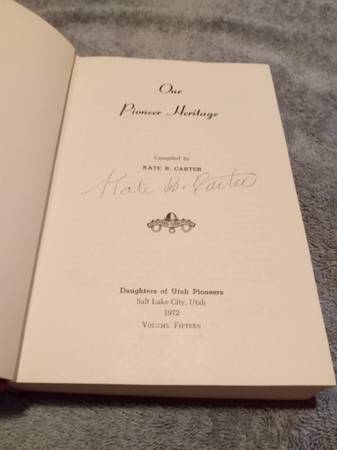 Our
Pioneer Heritage
Compiled by
KATE B. CARTER
Kate B. Carter
Daughters of Utah Pioneers
Salt Lake City, Utah
1972
VOLUME FIFTEEN